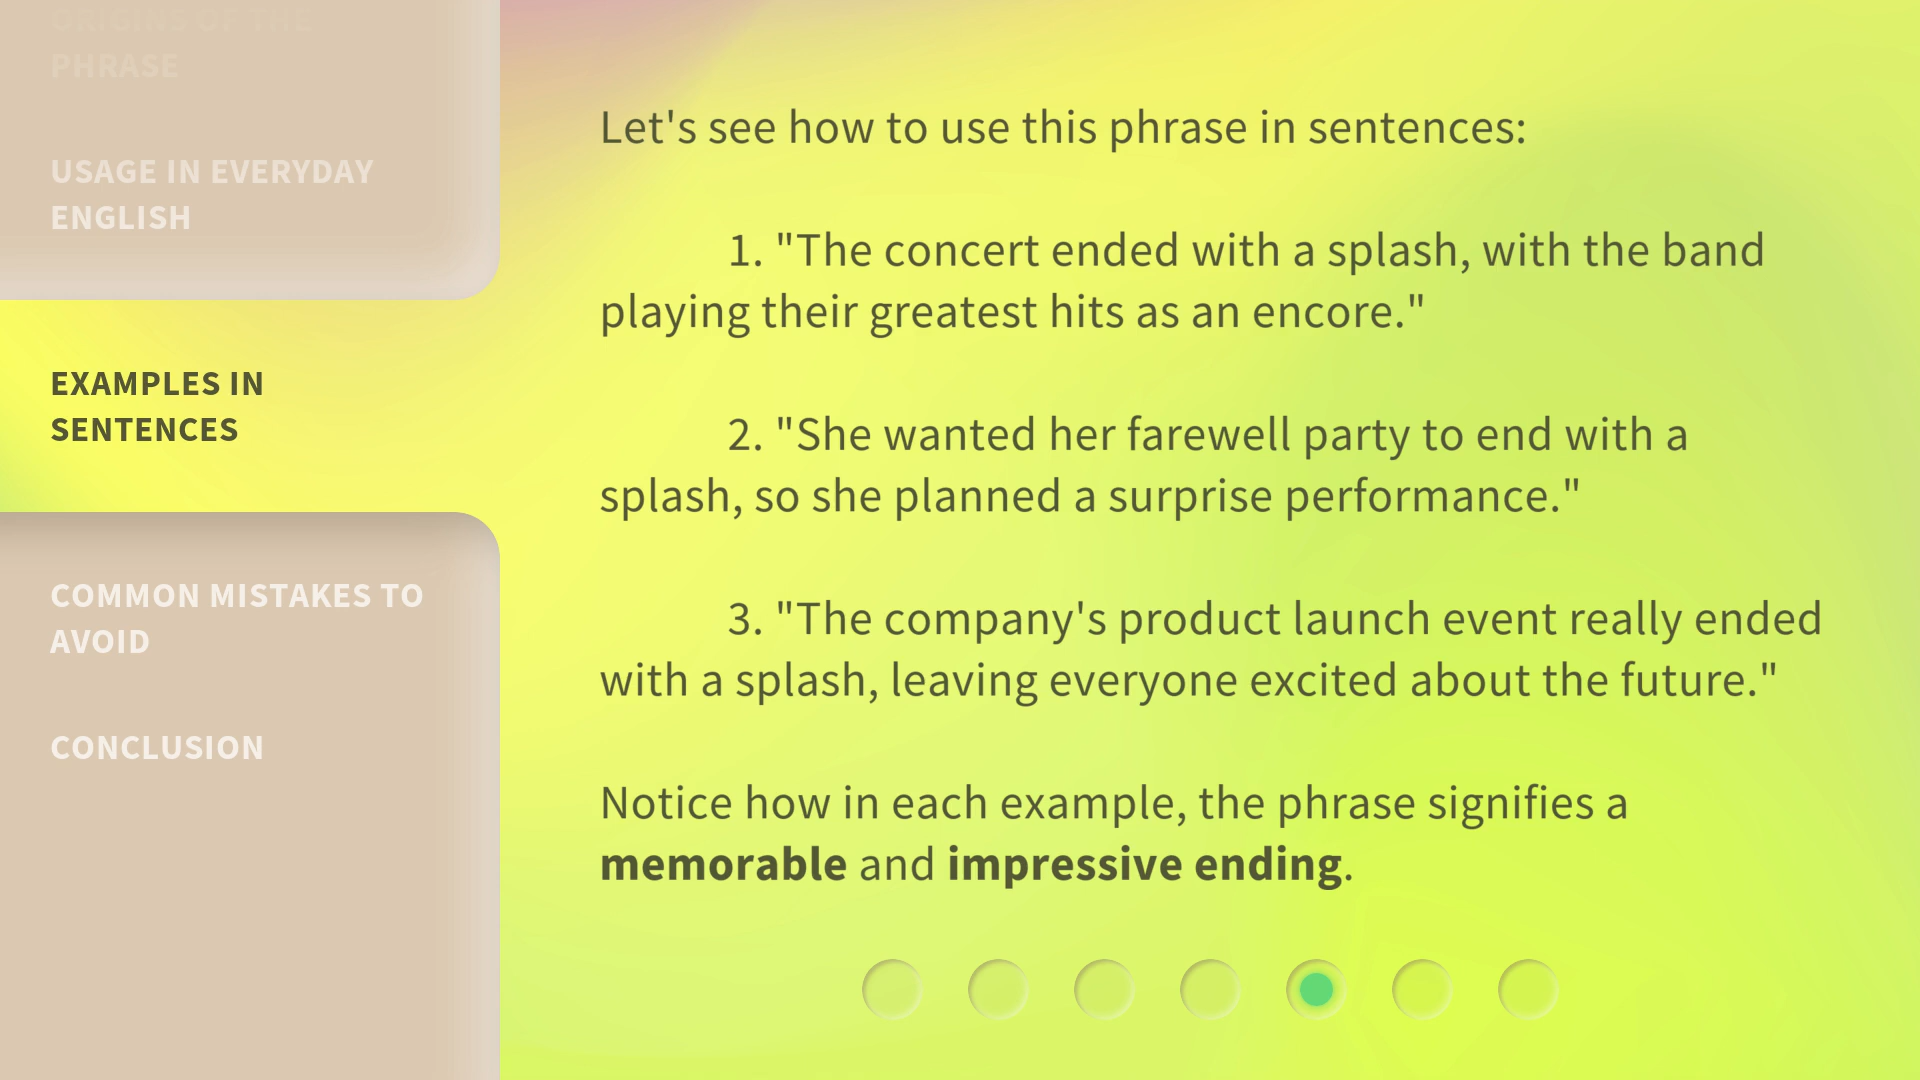 ORIGINS OF THE
PHRASE
USAGE IN EVERYDAY
ENGLISH
EXAMPLES IN
SENTENCES
COMMON MISTAKES TO
AVOID
CONCLUSION
Let's see how to use this phrase in sentences:
1. "The concert ended with a splash, with the band
playing their greatest hits as an encore."
2. "She wanted her farewell party to end with a
splash, so she planned a surprise performance."
3. "The company's product launch event really ended
with a splash, leaving everyone excited about the future."
Notice how in each example, the phrase signifies a
memorable and impressive ending.